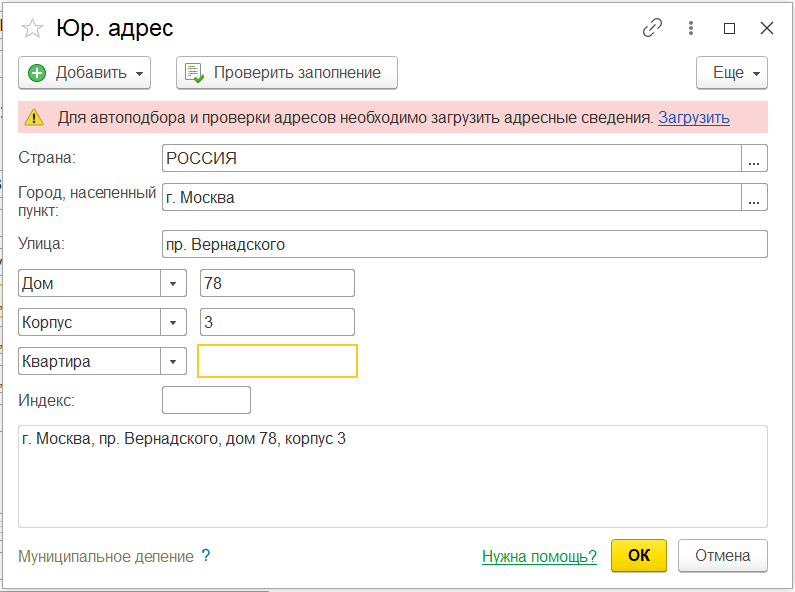 Юр. адрес
Добавить
Проверить заполнение
Еще
Для автоподбора и проверки адресов необходимо загрузить адресные сведения. Загрузить
Страна:
РОССИЯ
...
Город, населенный
пункт:
г. Москва
...
Улица:
пр. Вернадского
Дом
78
Корпус
3
Квартира
Индекс:
г. Москва, пр. Вернадского, дом 78, корпус 3
Муниципальное деление ?
Нужна помощь?
ОК
Отмена